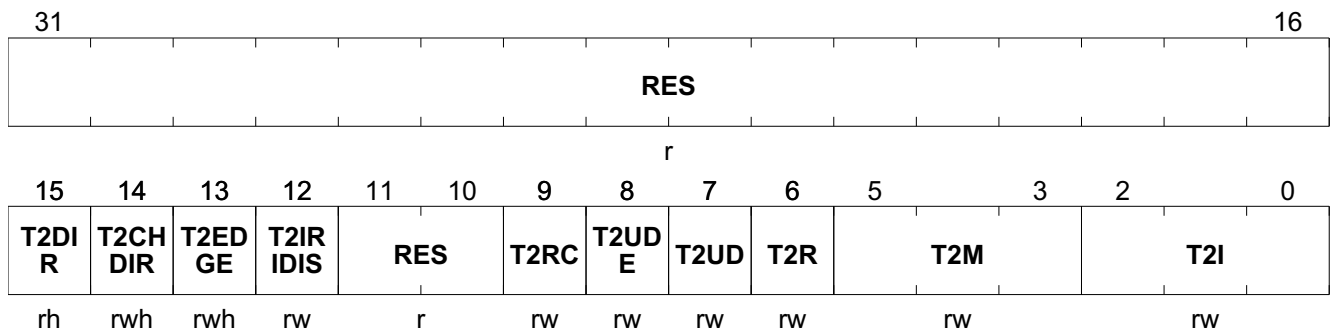 31 16
RES
r
15 14 13 12 11 10 9 8 7 6 5 3 2 0
T2DI T2CH T2ED T2IR RES T2RC T2UD T2UD T2R T2M T2I
R DIR GE IDIS E
rh rwh rwh rw r rw rw rw rw rw rw